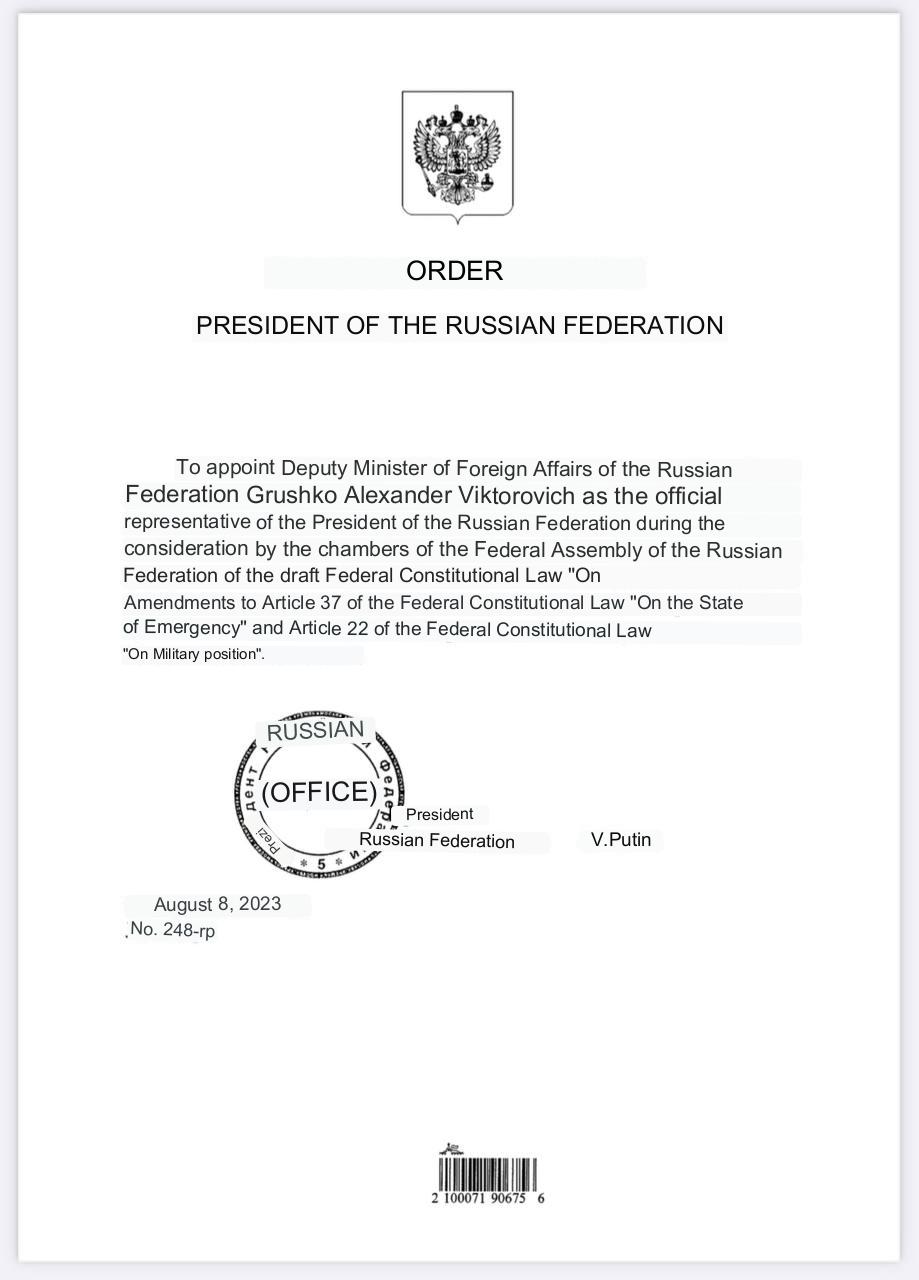 ORDER
PRESIDENT OF THE RUSSIAN FEDERATION
To appoint Deputy Minister of Foreign Affairs of the Russian
Federation Grushko Alexander Viktorovich as the official
representative of the President of the Russian Federation during the
consideration by the chambers of the Federal Assembly of the Russian
Federation of the draft Federal Constitutional Law "On
Amendments to Article 37 of the Federal Constitutional Law "On the State
of Emergency" and Article 22 of the Federal Constitutional Law
"On Military position".
RUSSIAN
(OFFICE)
дент
Федера
Prezi
* 5 *
President
Russian Federation V.Putin
August 8, 2023
No. 248-rp
2 100071 90675 6